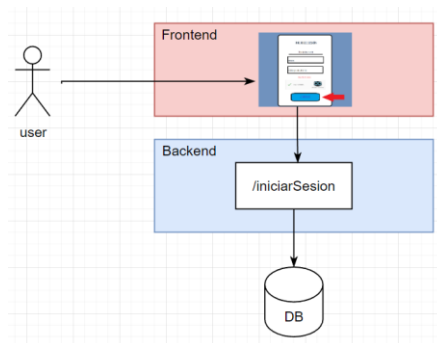 Frontend
user
Backend
/iniciarSesion
DB